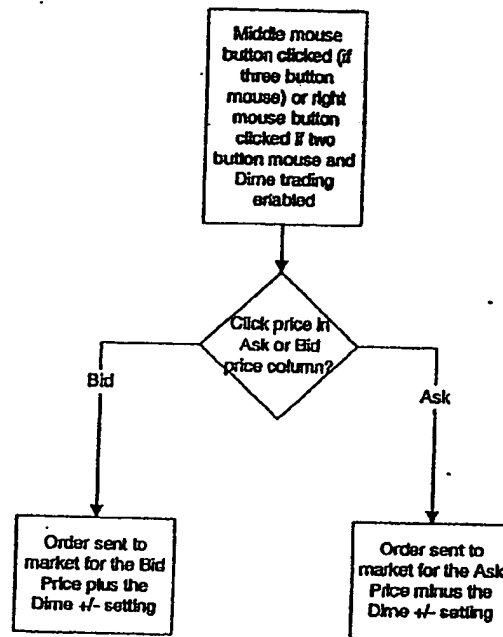 Middle mouse
button clicked (if
three button
mouse) or right
mouse button
clicked if two
button mouse and
Dime trading
enabled
Click price in
Ask or Bid
price column?
Bid
Ask
Order sent to
market for the Bid
Price plus the
Dime +/- setting
Order sent to
market for the Ask
Price minus the
Dime +/- setting